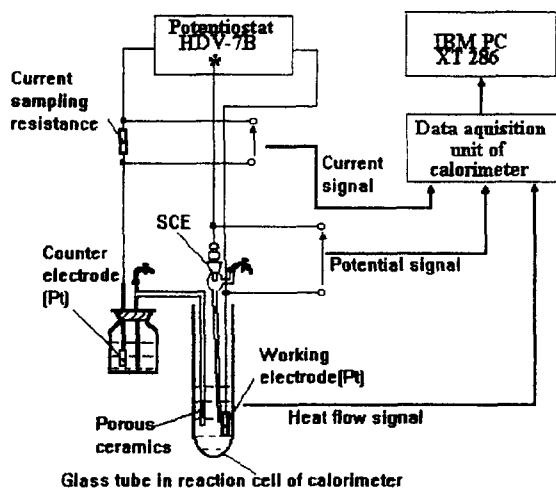 Potentiostat
HDV-7B
*
IBM PC
XT 286
Current
sampling
resistance
Data aquisition
unit of
calorimeter
Current
signal
SCE
Counter
electrode
(Pt)
Potential signal
Working
electrode(Pt)
Heat flow signal
Porous
ceramics
Glass tube in reaction cell of calorimeter